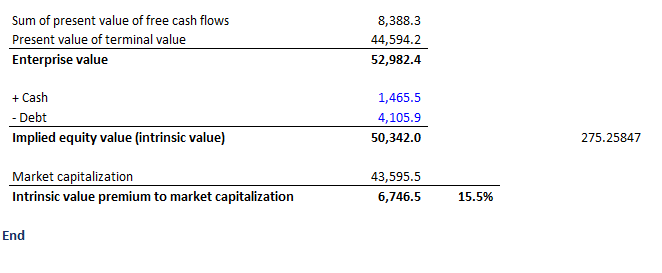 Sum of present value of free cash flows 8,388.3
Present value of terminal value 44,594.2
Enterprise value 52,982.4
+ Cash 1,465.5
- Debt 4,105.9
Implied equity value (intrinsic value) 50,342.0 275.25847
Market capitalization 43,595.5
Intrinsic value premium to market capitalization 6,746.5 15.5%
End